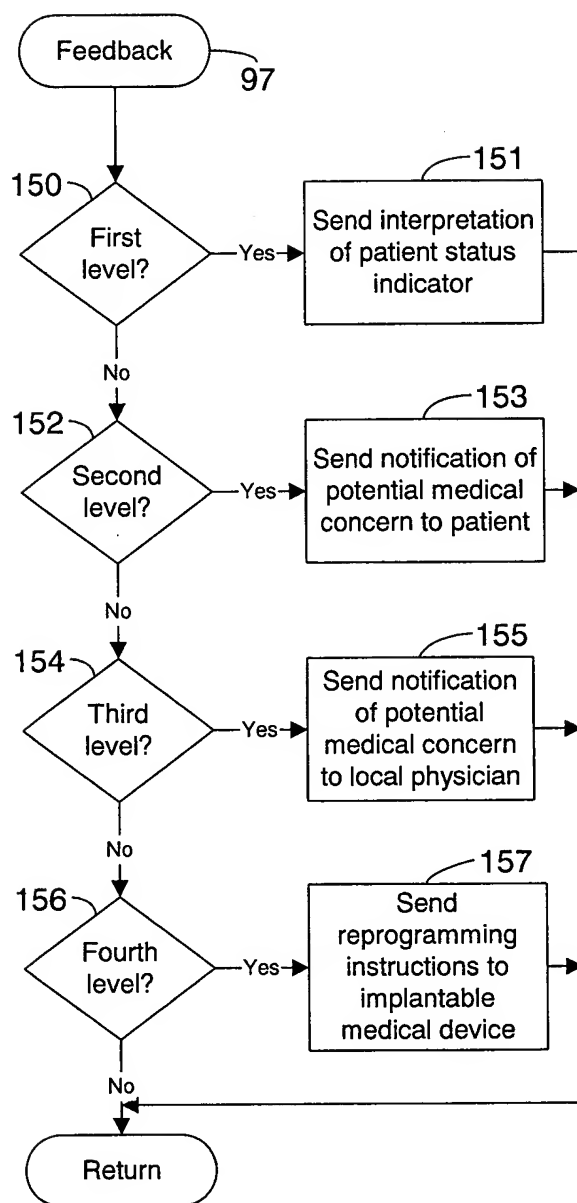 Feedback
97
150
First
level?
Yes
151
Send interpretation
of patient status
indicator
No
152
Second
level?
Yes
153
Send notification of
potential medical
concern to patient
No
154
Third
level?
Yes
155
Send notification
of potential
medical concern
to local physician
No
156
Fourth
level?
Yes
157
Send
reprogramming
instructions to
implantable
medical device
No
Return